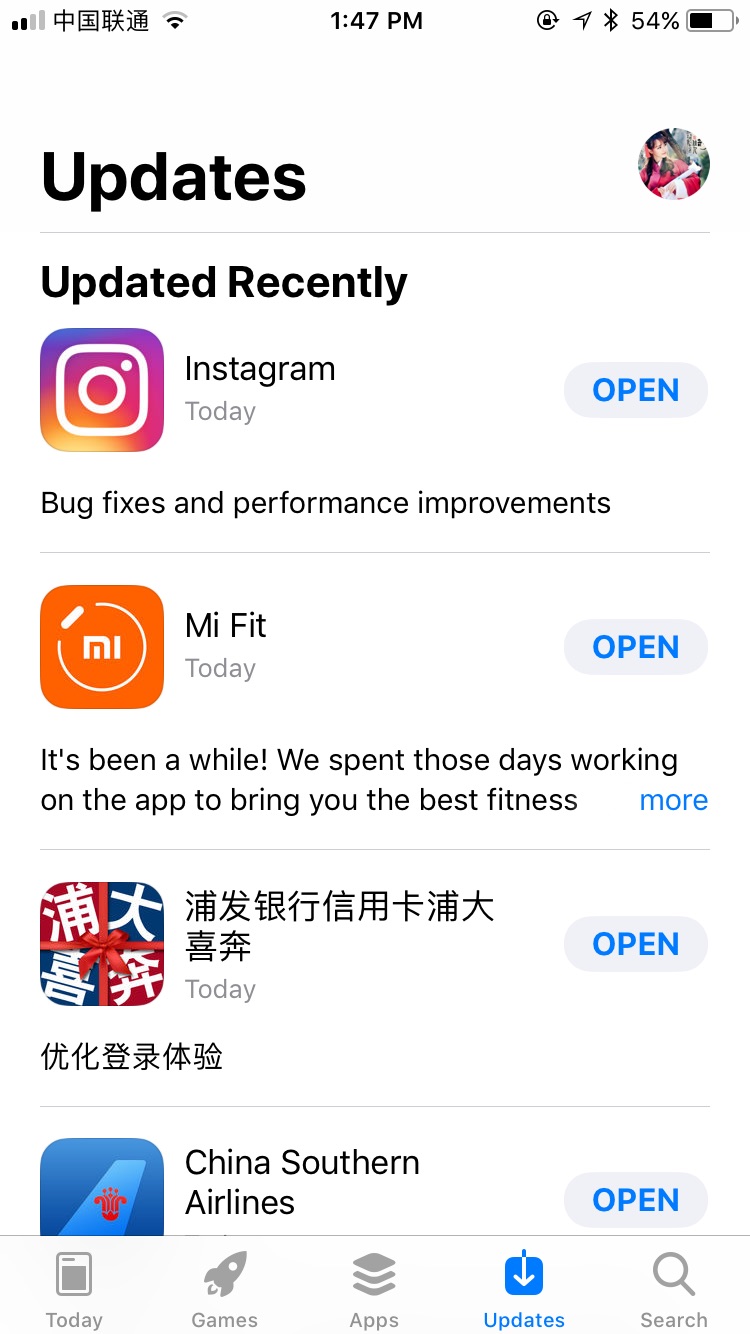 中国联通
1:47 PM
54%
Updates
Updated Recently
Instagram
Today
OPEN
Bug fixes and performance improvements
mi
Mi Fit
Today
OPEN
It's been a while! We spent those days working
on the app to bring you the best fitness more
浦大
喜奔
浦发银行信用卡浦大
喜奔
Today
OPEN
优化登录体验
China Southern
Airlines
OPEN
Today
Games
Apps
Updates
Search